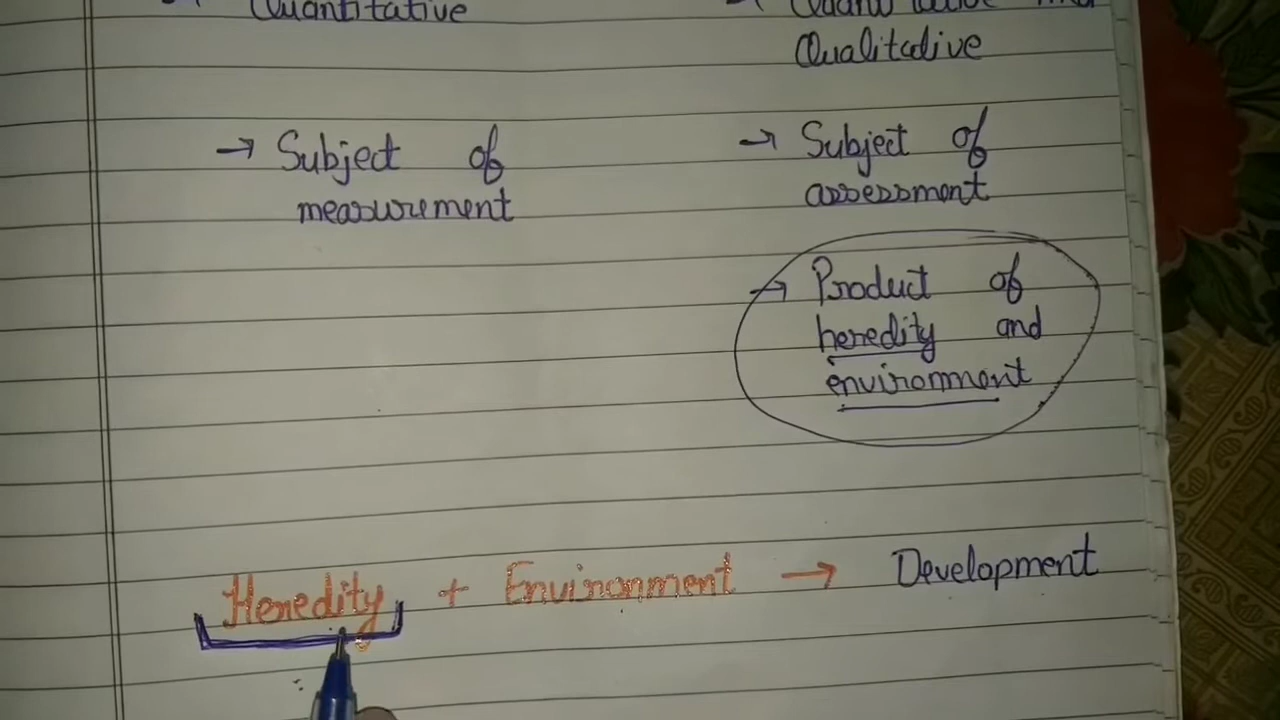 Quantitative
Qualitative
→ Subject of
measurement
→ Subject of
assessment
→ Product of
heredity and
environment
Heredity + Environment → Development